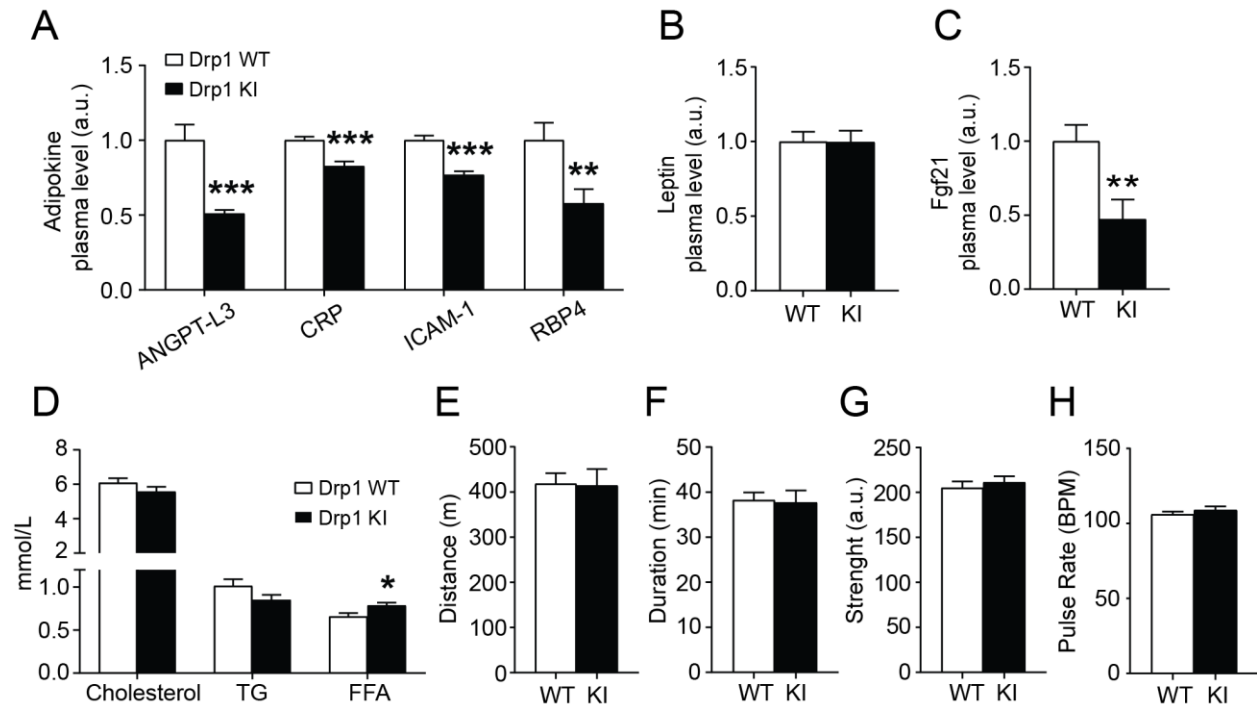 A
Drp1 WT
Drp1 KI
Adipokine
plasma level (a.u.)
1.5
1.0
0.5
0.0
***
***
***
**
ANGPT-L3
CRP
ICAM-1
RBP4
B
Leptin
plasma level (a.u.)
1.5
1.0
0.5
0.0
WT KI
C
Fgf21
plasma level (a.u.)
1.5
1.0
0.5
0.0
**
WT KI
D
mmol/L
8
6
4
2
1.0
0.5
0.0
Drp1 WT
Drp1 KI
*
Cholesterol TG FFA
E
Distance (m)
500
400
300
200
400
0
WT KI
F
Duration (min)
50
40
30
20
10
0
WT KI
G
Strenght (a.u.)
250
200
150
100
50
0
WT KI
H
Pulse Rate (BPM)
150
100
50
0
WT KI